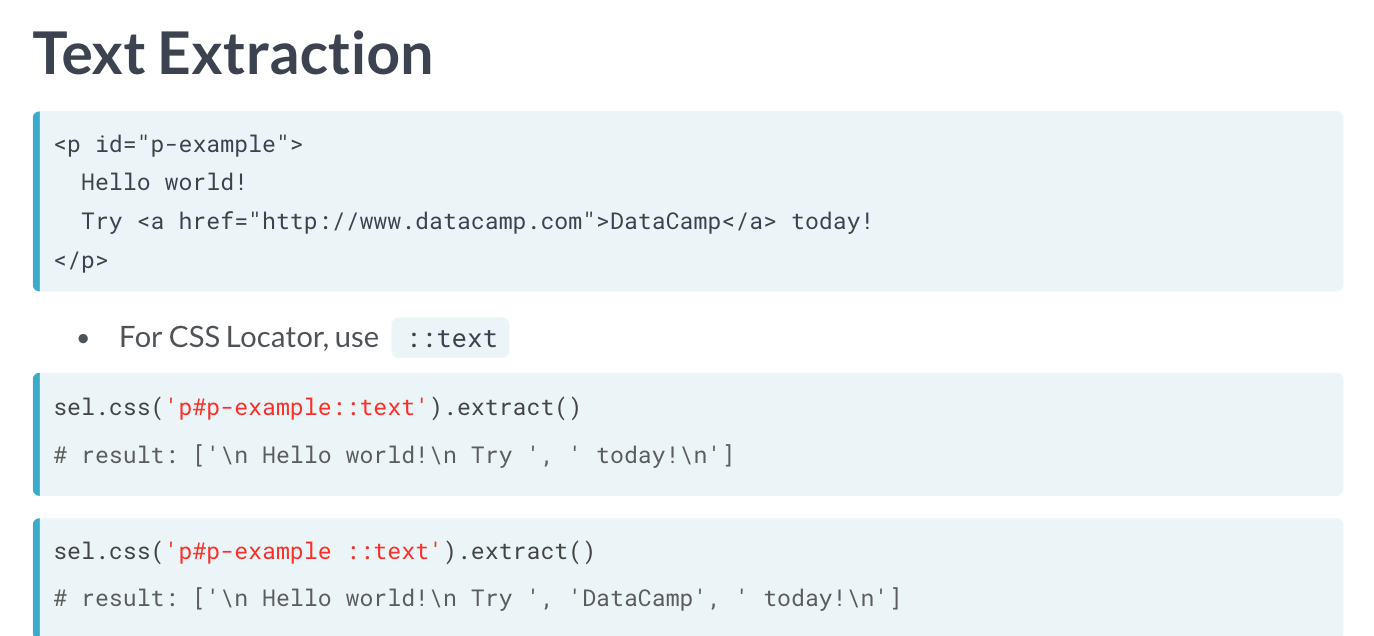 Text Extraction
<p id="p-example">
  Hello world!
  Try <a href="http://www.datacamp.com">DataCamp</a> today!
</p>
• For CSS Locator, use ::text
sel.css('p#p-example::text').extract()
# result: ['\n Hello world!\n Try ', ' today!\n']
sel.css('p#p-example ::text').extract()
# result: ['\n Hello world!\n Try ', 'DataCamp', ' today!\n']